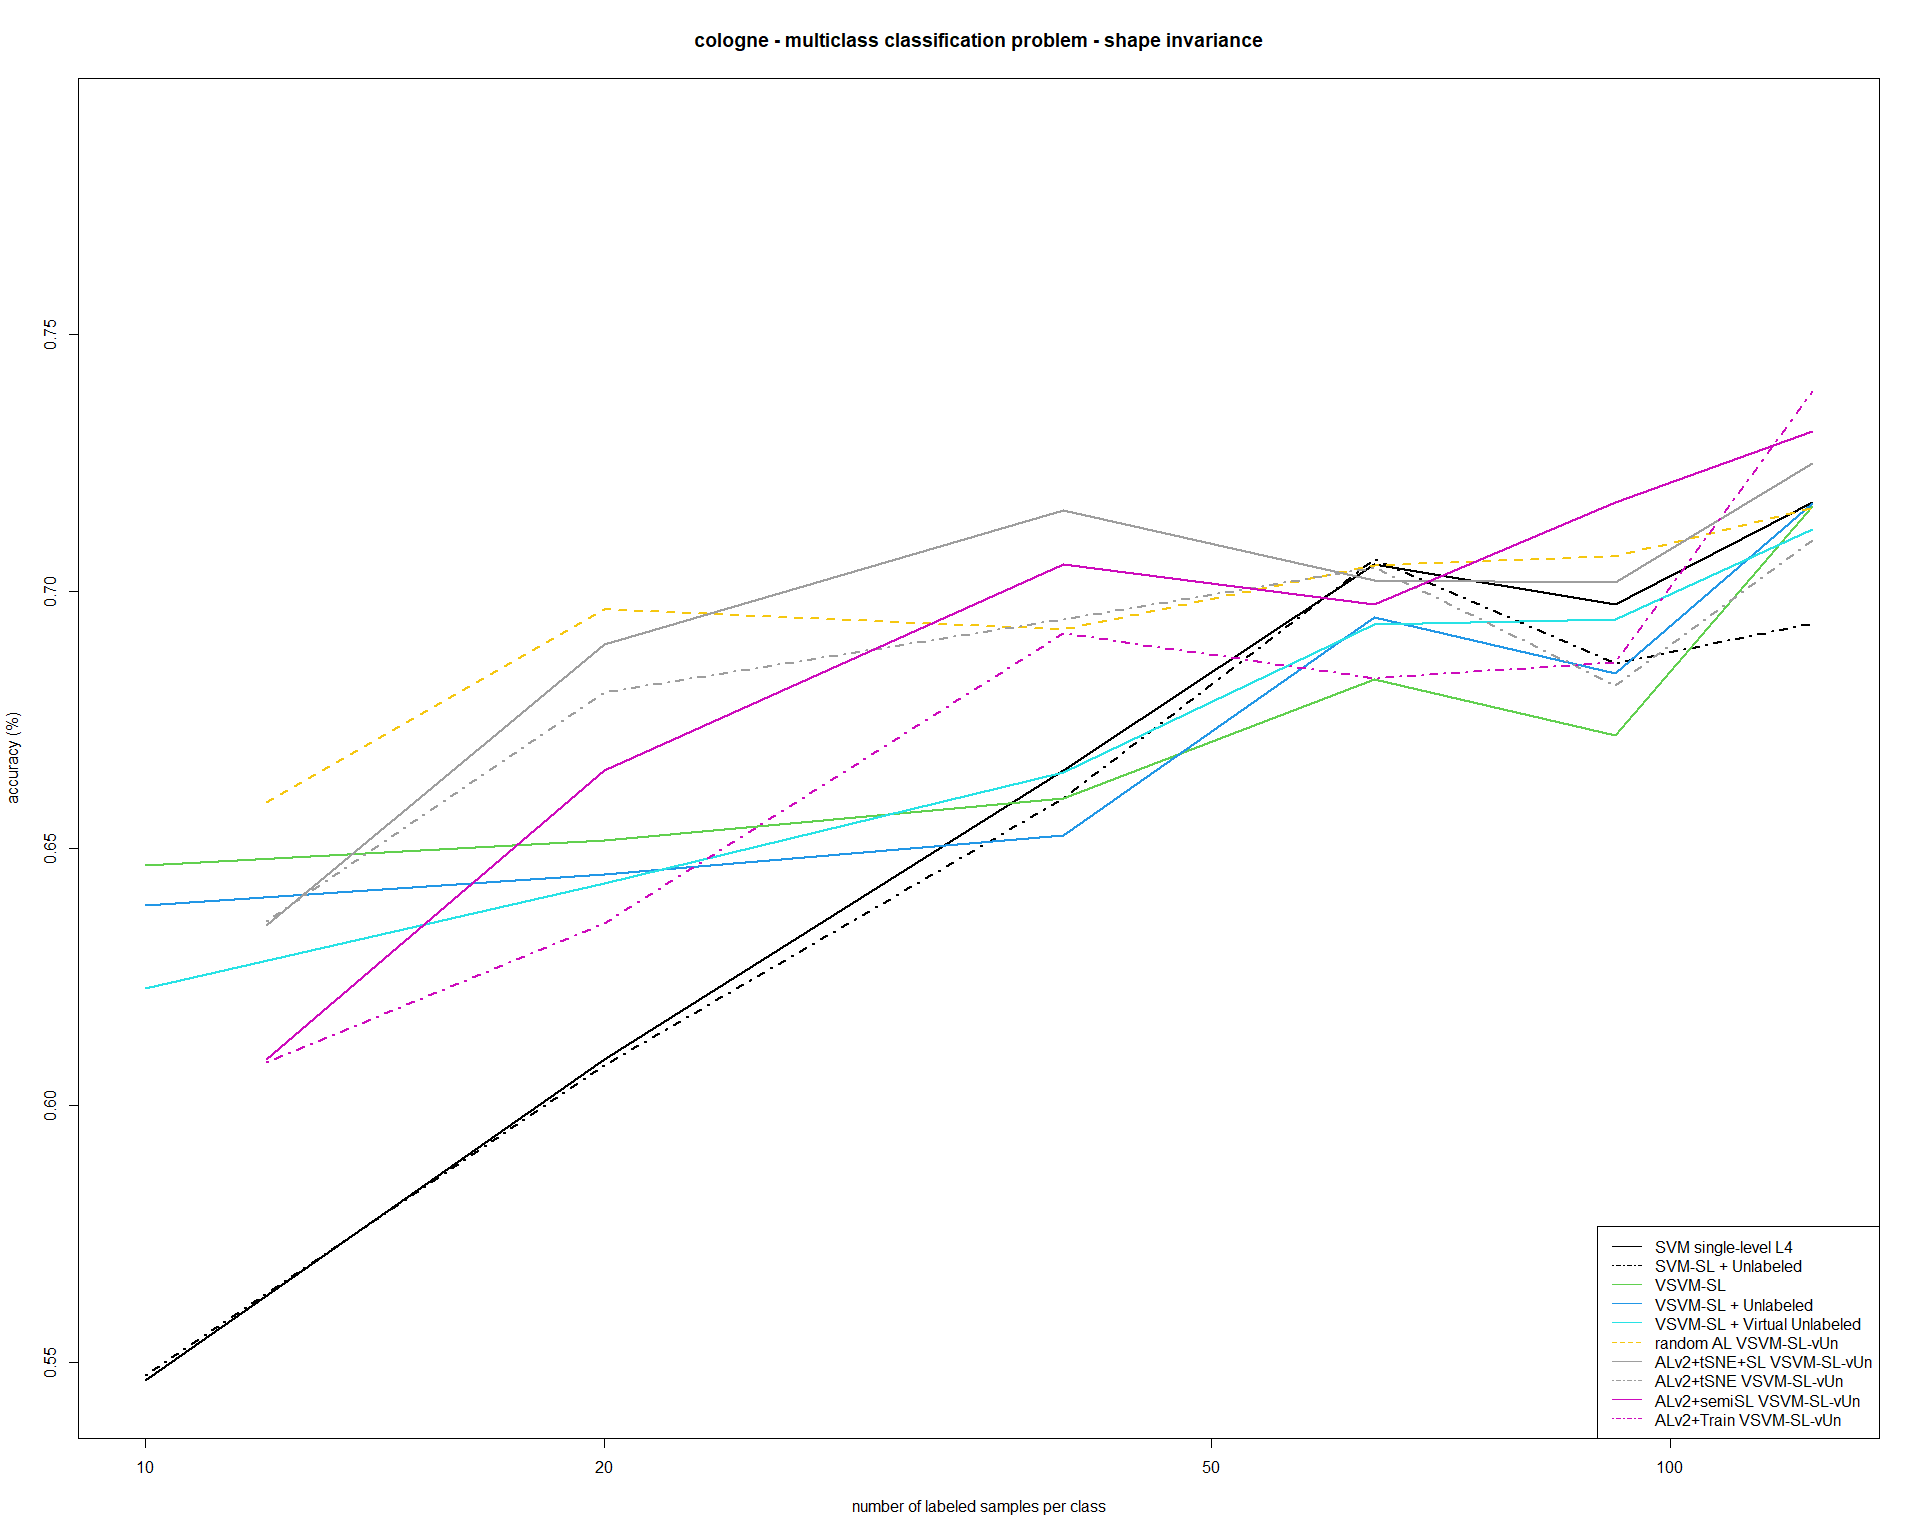 cologne - multiclass classification problem - shape invariance
accuracy (%)
0.75
0.70
0.65
0.60
0.55
10 20 50 100
number of labeled samples per class
SVM single-level L4
SVM-SL + Unlabeled
VSVM-SL
VSVM-SL + Unlabeled
VSVM-SL + Virtual Unlabeled
random AL VSVM-SL-vUn
ALv2+tSNE+SL VSVM-SL-vUn
ALv2+tSNE VSVM-SL-vUn
ALv2+semiSL VSVM-SL-vUn
ALv2+Train VSVM-SL-vUn